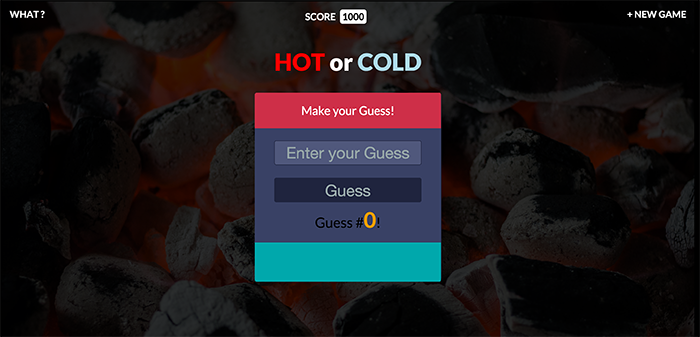 WHAT ?
SCORE 1000
+ NEW GAME
HOT or COLD
Make your Guess!
Enter your Guess
Guess
Guess #0!